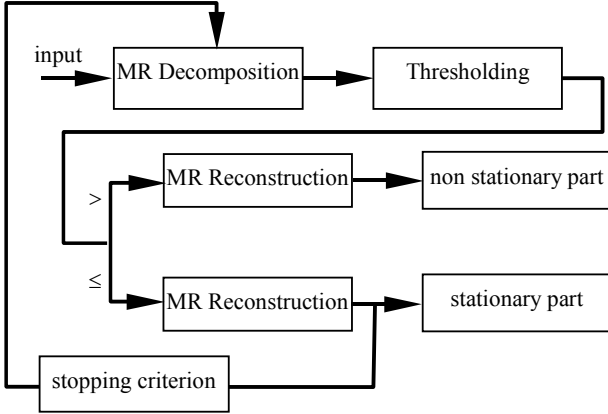 input
MR Decomposition
Thresholding
>
MR Reconstruction
non stationary part
≤
MR Reconstruction
stationary part
stopping criterion